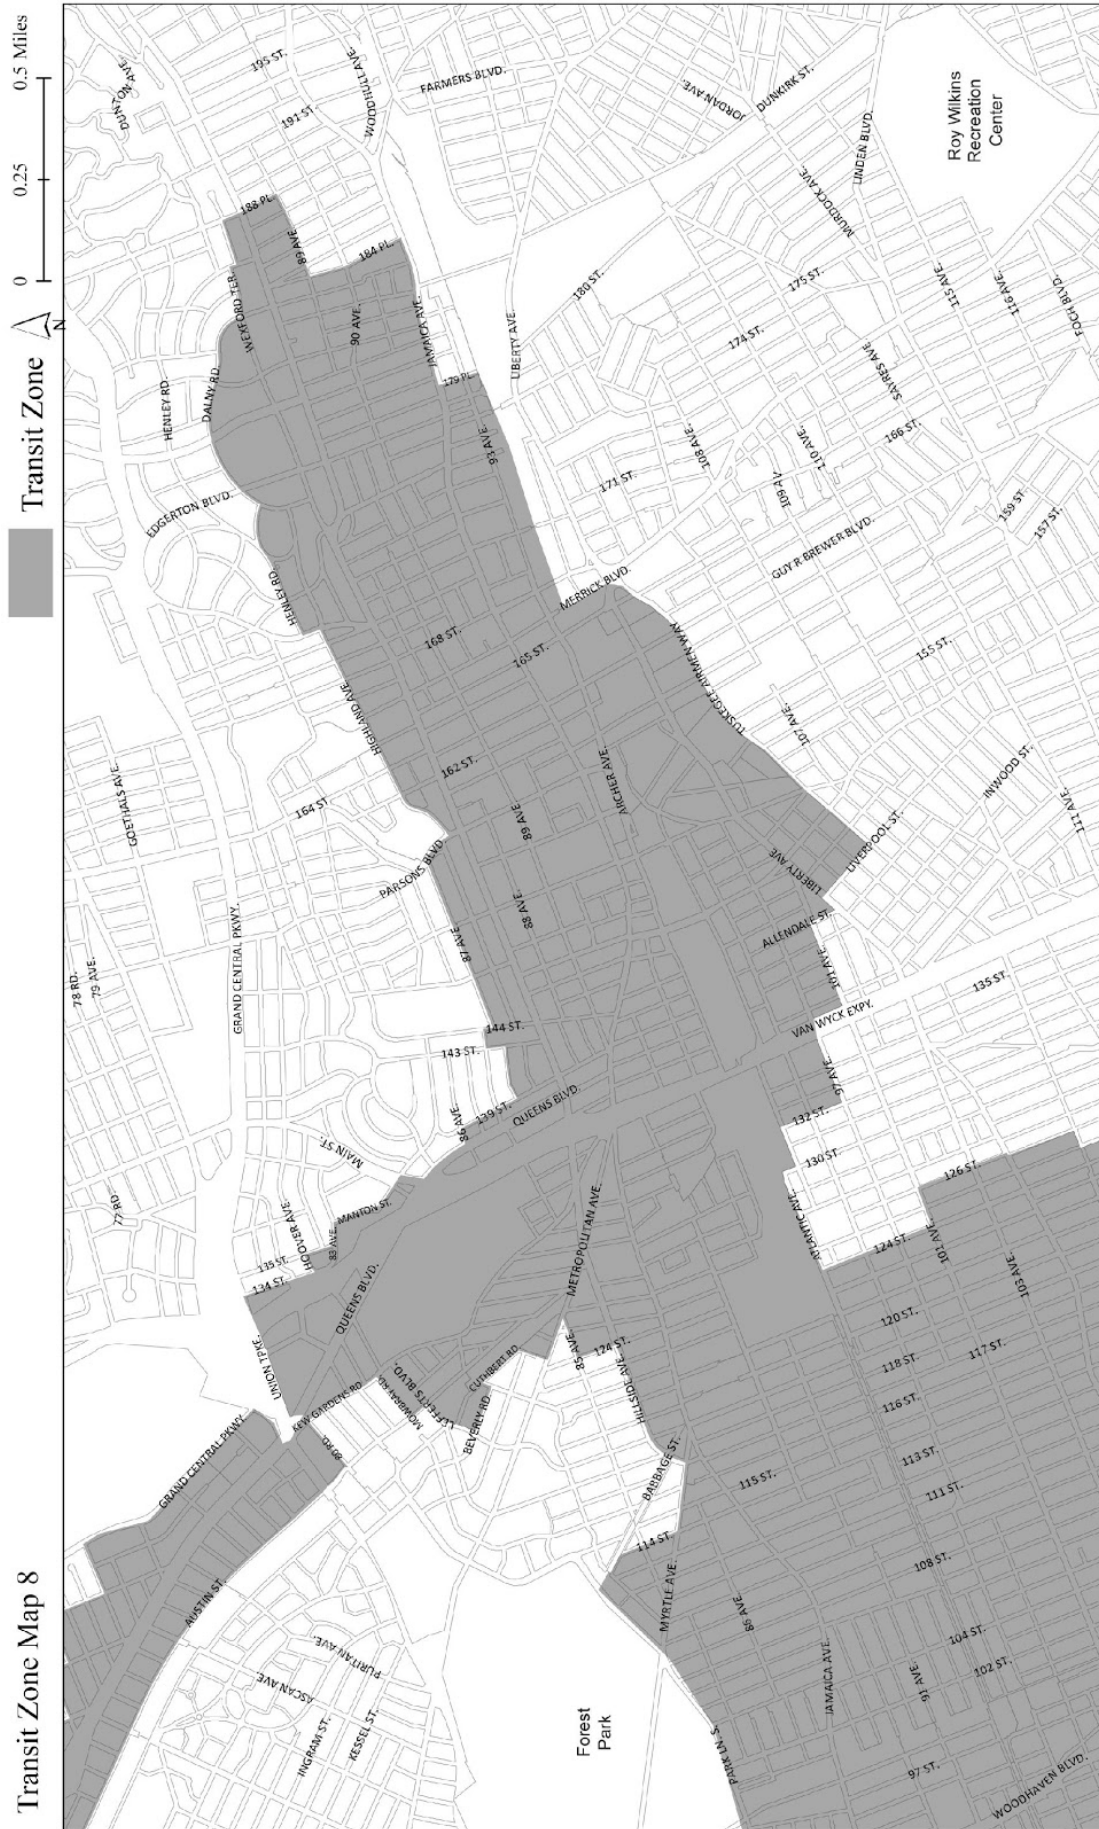 Transit Zone Map 8
Transit Zone
N
0
0.25
0.5 Miles
DUNTON AVE.
195 ST.
WOODHULL AVE.
191 ST.
FARMERS BLVD.
JORDAN AVE.
DUNKIRK ST.
LINDEN BLVD.
Roy Wilkins
Recreation
Center
188 PL.
89 AVE.
184 PL.
MURDOCK AVE.
WEXFORD TER.
90 AVE.
JAMAICA AVE.
179 PL.
LIBERTY AVE.
180 ST.
175 ST.
115 AVE.
116 AVE.
FOCH BLVD.
HENLEY RD.
DALNY RD.
174 ST.
SAYRES AVE.
166 ST.
93 AVE.
108 AVE.
110 AVE.
EDGERTON BLVD.
171 ST.
109 AV.
159 ST.
157 ST.
GUY R BREWER BLVD.
HENLEY RD.
MERRICK BLVD.
168 ST.
165 ST.
TUSKEGEE AIRMEN WAY
155 ST.
HIGHLAND AVE
107 AVE.
162 ST.
ARCHER AVE.
INWOOD ST.
GOETHALS AVE.
164 ST.
89 AVE
111 AVE.
PARSONS BLVD.
LIVERPOOL ST.
LIBERTY AVE
88 AVE.
87 AVE
ALLENDALE ST.
101 AVE.
78 RD.
79 AVE.
GRAND CENTRAL PKWY.
135 ST.
VAN WYCK EXPY.
144 ST.
143 ST.
97 AVE.
86 AVE.
139 ST.
QUEENS BLVD.
132 ST.
MAIN ST.
130 ST.
126 ST.
77 RD.
HOOVER AVE.
MANTON ST.
83 AVE.
METROPOLITAN AVE.
ATLANTIC AVE.
124 ST.
101 AVE.
135 ST.
134 ST.
QUEENS BLVD.
103 AVE.
120 ST.
UNION TPKE.
85 AVE.
124 ST.
118 ST.
117 ST.
CUTHBERT RD
LEFFERTS BLVD.
MOWBRAY RD.
KEW GARDENS RD.
HILLSIDE AVE.
116 ST.
BEVERLY RD
80 RD.
GRAND CENTRAL PKWY.
BABBAGE ST.
115 ST.
113 ST.
111 ST.
114 ST.
108 ST.
AUSTIN ST.
MYRTLE AVE.
86 AVE
104 ST.
102 ST.
PURITAN AVE.
ASCAN AVE.
91 AVE.
JAMAICA AVE.
INGRAM ST.
KESSEL ST.
Forest
Park
PARK LN. S.
97 ST.
WOODHAVEN BLVD.